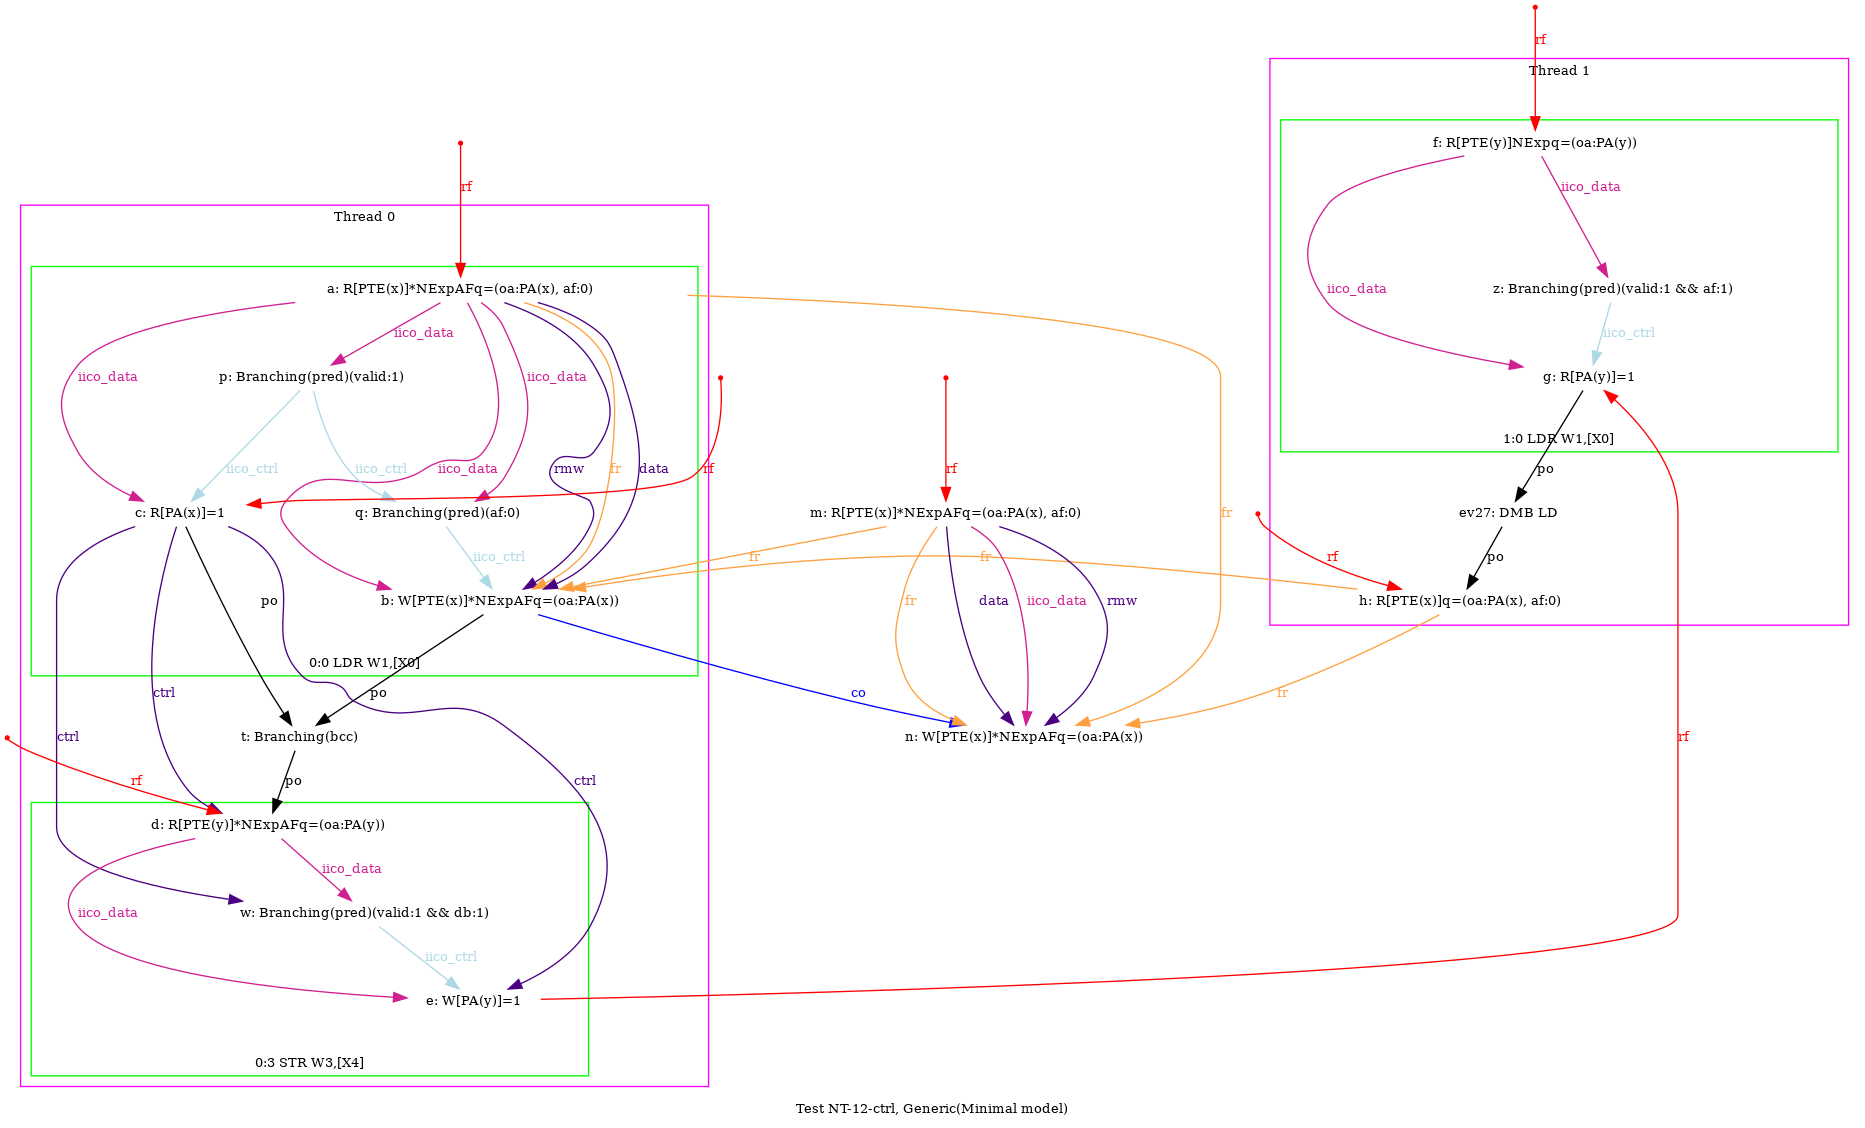 rf
Thread 1
f: R[PTE(y)]NExpq=(oa:PA(y))
rf
iico_data
Thread 0
a: R[PTE(x)]*NExpAFq=(oa:PA(x), af:0)
z: Branching(pred)(valid:1 && af:1)
iico_data
iico_data
iico_ctrl
iico_data
p: Branching(pred)(valid:1)
iico_data
g: R[PA(y)]=1
1:0 LDR W1,[X0]
iico_ctrl
iico_ctrl
iico_data
rmw
fr
data
rf
rf
po
c: R[PA(x)]=1
q: Branching(pred)(af:0)
m: R[PTE(x)]*NExpAFq=(oa:PA(x), af:0)
fr
ev27: DMB LD
iico_ctrl
fr
fr
rf
po
po
b: W[PTE(x)]*NExpAFq=(oa:PA(x))
fr
data
iico_data
rmw
h: R[PTE(x)]q=(oa:PA(x), af:0)
0:0 LDR W1,[X0]
ctrl
po
co
fr
ctrl
t: Branching(bcc)
n: W[PTE(x)]*NExpAFq=(oa:PA(x))
rf
rf
po
ctrl
d: R[PTE(y)]*NExpAFq=(oa:PA(y))
iico_data
iico_data
w: Branching(pred)(valid:1 && db:1)
iico_ctrl
e: W[PA(y)]=1
0:3 STR W3,[X4]
Test NT-12-ctrl, Generic(Minimal model)